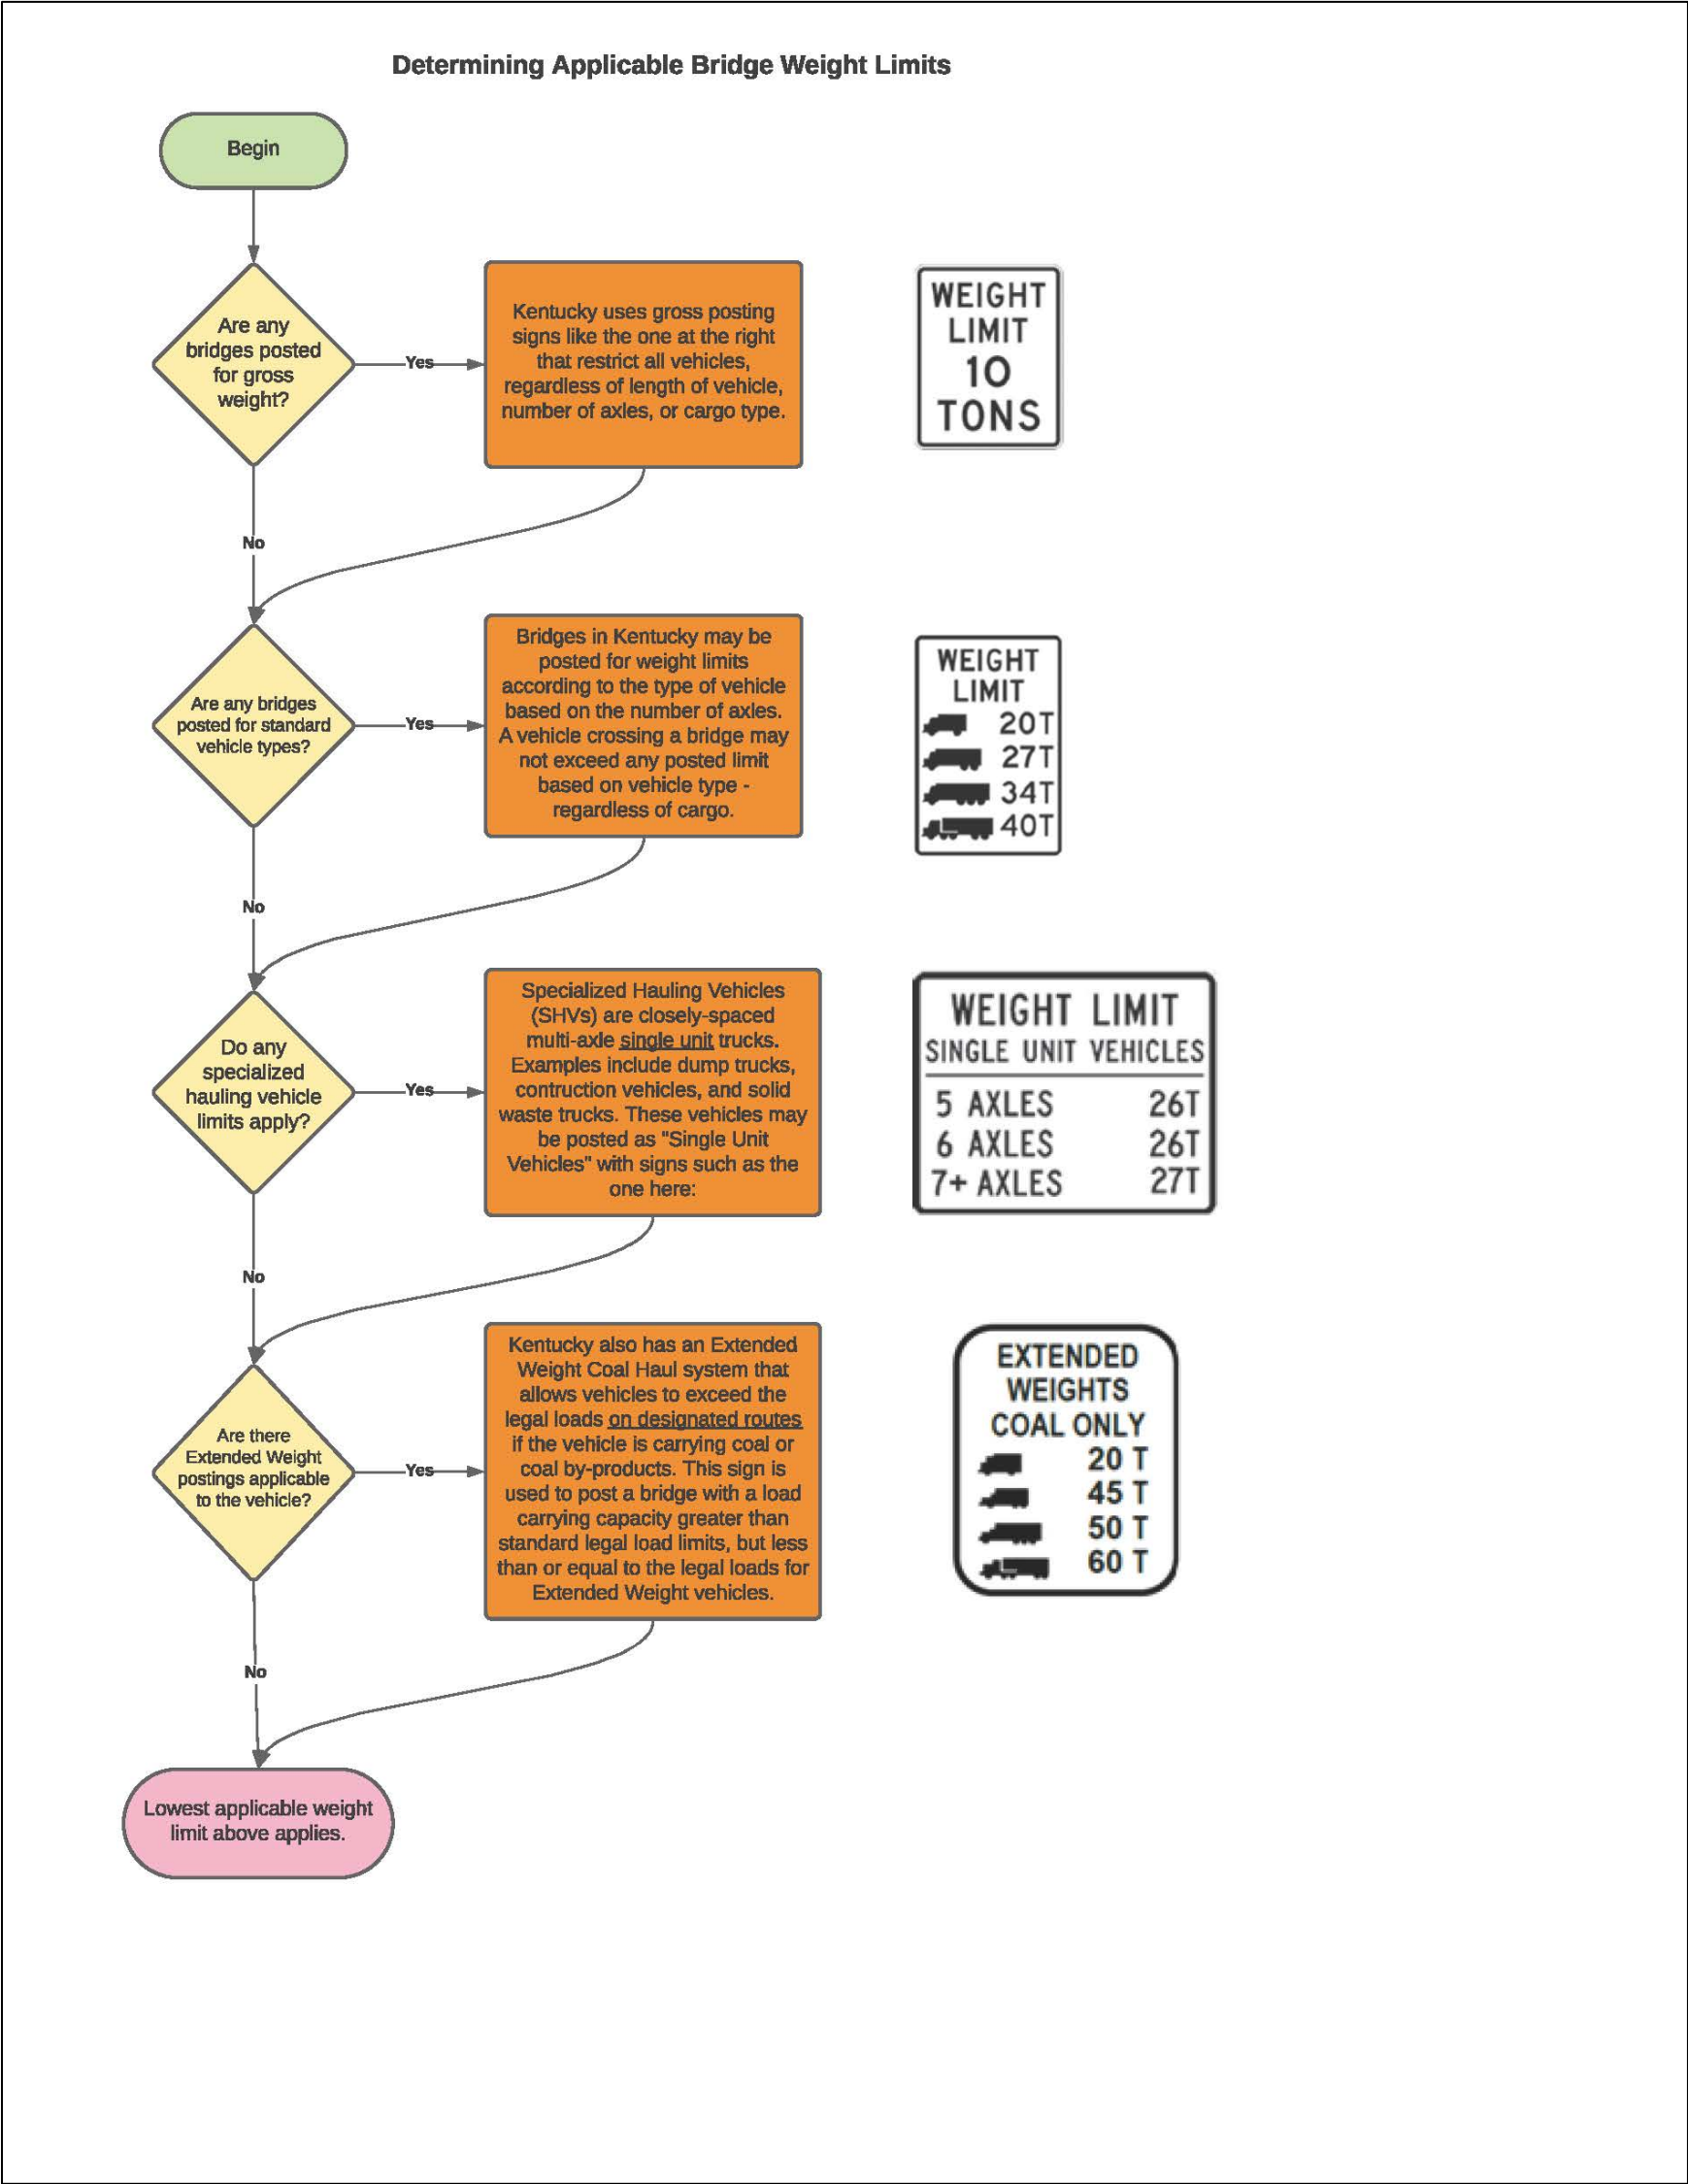 Determining Applicable Bridge Weight Limits
Begin
Are any
bridges posted
for gross
weight?
Yes
Kentucky uses gross posting
signs like the one at the right
that restrict all vehicles,
regardless of length of vehicle,
number of axles, or cargo type.
WEIGHT
LIMIT
10
TONS
No
Are any bridges
posted for standard
vehicle types?
Yes
Bridges in Kentucky may be
posted for weight limits
according to the type of vehicle
based on the number of axles.
A vehicle crossing a bridge may
not exceed any posted limit
based on vehicle type -
regardless of cargo.
WEIGHT
LIMIT
20T
27T
34T
40T
No
Do any
specialized
hauling vehicle
limits apply?
Yes
Specialized Hauling Vehicles
(SHVs) are closely-spaced
multi-axle single unit trucks.
Examples include dump trucks,
contruction vehicles, and solid
waste trucks. These vehicles may
be posted as "Single Unit
Vehicles" with signs such as the
one here:
WEIGHT LIMIT
SINGLE UNIT VEHICLES
5 AXLES 26T
6 AXLES 26T
7+ AXLES 27T
No
Are there
Extended Weight
postings applicable
to the vehicle?
Yes
Kentucky also has an Extended
Weight Coal Haul system that
allows vehicles to exceed the
legal loads on designated routes
if the vehicle is carrying coal or
coal by-products. This sign is
used to post a bridge with a load
carrying capacity greater than
standard legal load limits, but less
than or equal to the legal loads for
Extended Weight vehicles.
EXTENDED
WEIGHTS
COAL ONLY
20 T
45 T
50 T
60 T
No
Lowest applicable weight
limit above applies.